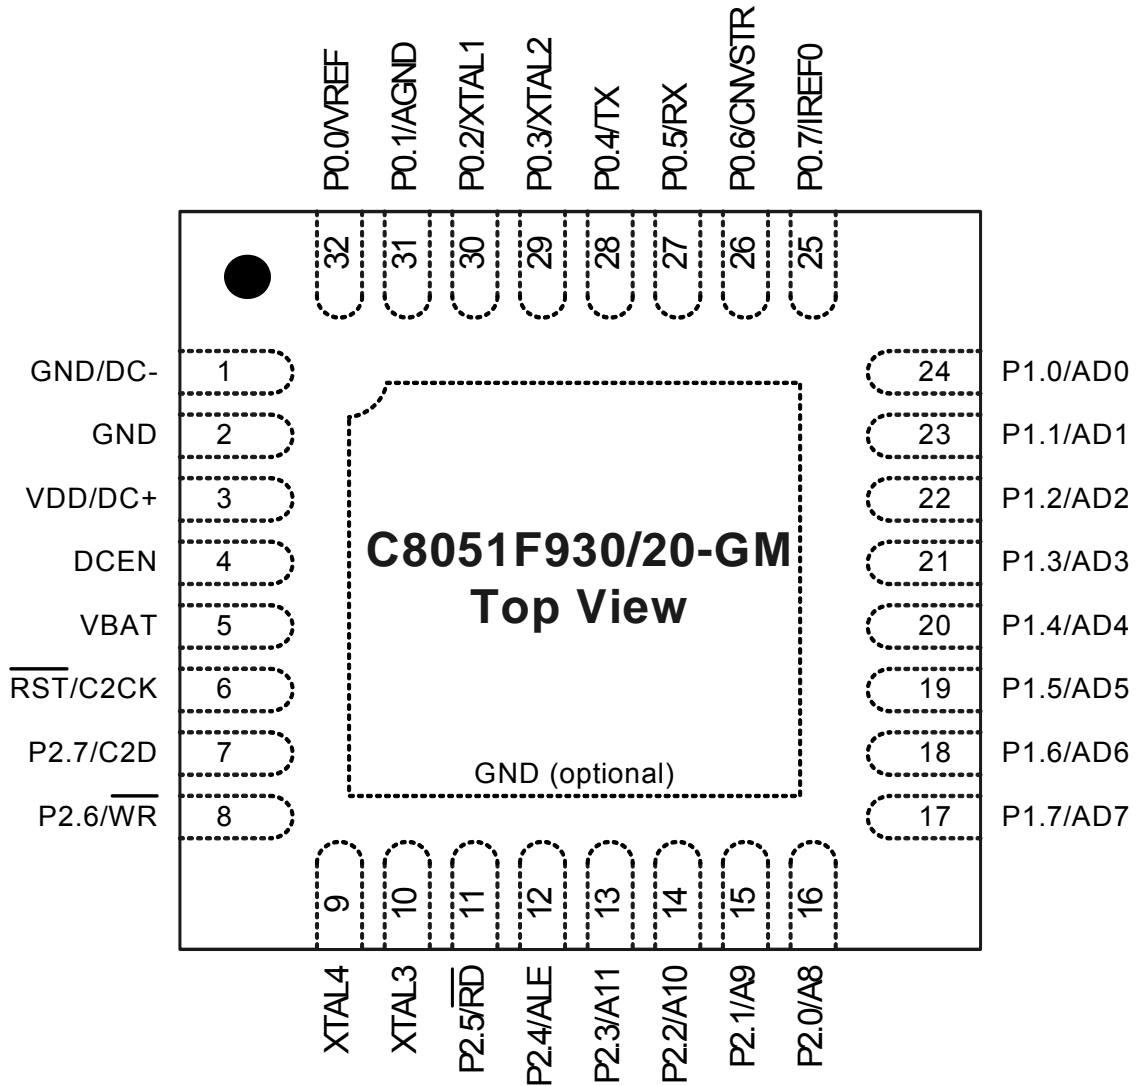 P0.0/VREF
P0.1/AGND
P0.2/XTAL1
P0.3/XTAL2
P0.4/TX
P0.5/RX
P0.6/CNVSTR
P0.7/IREF0
32
31
30
29
28
27
26
25
GND/DC- 1
GND 2
VDD/DC+ 3
DCEN 4
VBAT 5
R̅S̅T̅/C2CK 6
P2.7/C2D 7
P2.6/W̅R̅ 8
24 P1.0/AD0
23 P1.1/AD1
22 P1.2/AD2
21 P1.3/AD3
20 P1.4/AD4
19 P1.5/AD5
18 P1.6/AD6
17 P1.7/AD7
C8051F930/20-GM
Top View
GND (optional)
9
10
11
12
13
14
15
16
XTAL4
XTAL3
P2.5/R̅D̅
P2.4/ALE
P2.3/A11
P2.2/A10
P2.1/A9
P2.0/A8